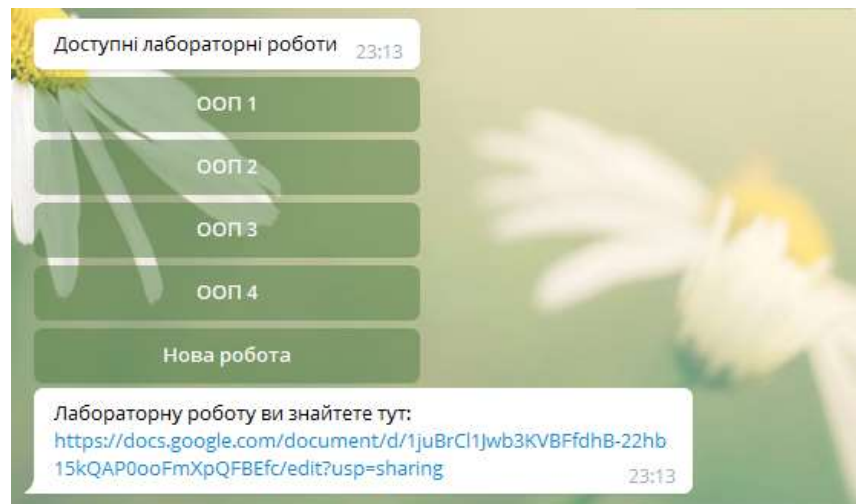 Доступні лабораторні роботи 23:13
ООП 1
ООП 2
ООП 3
ООП 4
Нова робота
Лабораторну роботу ви знайтете тут:
https://docs.google.com/document/d/1juBrCl1Jwb3KVBFfdhB-22hb
15kQAP0ooFmXpQFBEfc/edit?usp=sharing 23:13